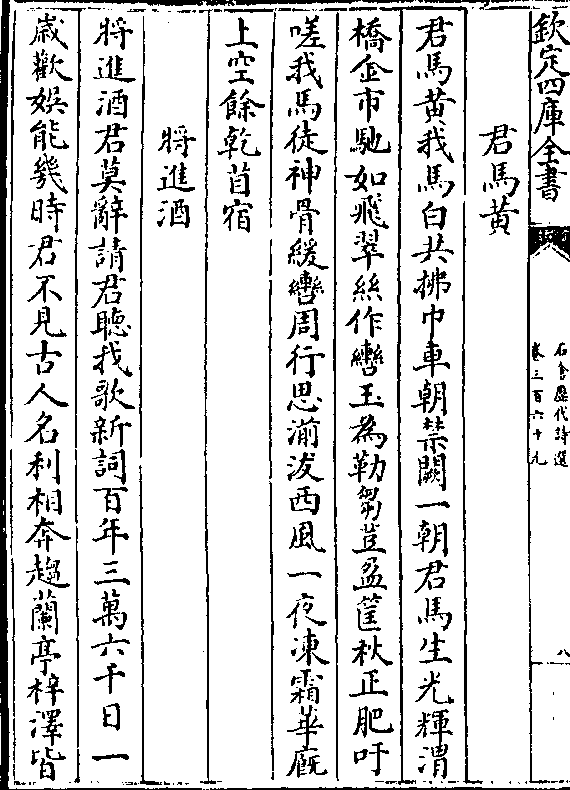 欽定四庫全書
石倉歷代詩選
卷三百六十九
八
君馬黃
君馬黃我馬白共拂巾車朝禁闕一朝君馬生光輝渭
橋金市馳如飛翠絲作轡玉為勒芻荳盈筐秋正肥吁
嗟我馬徒神骨緩轡周行思湔祓西風一夜凍霜華廐
上空餘乾苜宿
將進酒
將進酒君莫辭請君聽我歌新詞百年三萬六千日一
歲歡娛能幾時君不見古人名利相奔趨蘭亭梓澤皆